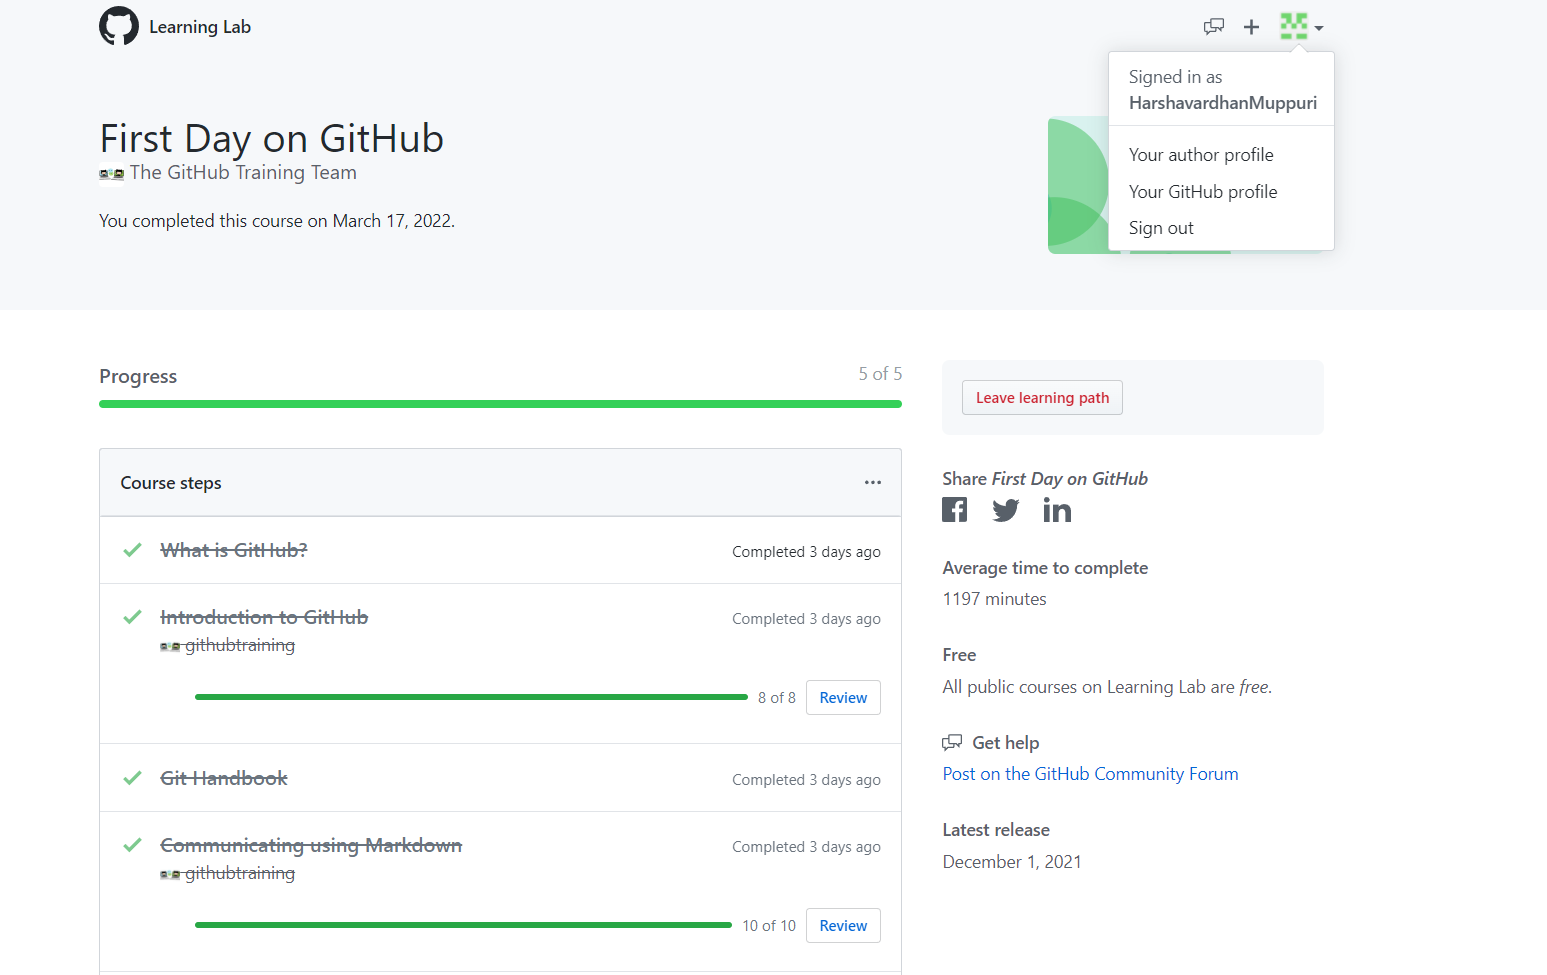 Learning Lab
Signed in as
HarshavardhanMuppuri
Your author profile
Your GitHub profile
Sign out
First Day on GitHub
The GitHub Training Team
You completed this course on March 17, 2022.
Progress
5 of 5
Course steps
What is GitHub?
Completed 3 days ago
Introduction to GitHub
Completed 3 days ago
githubtraining
8 of 8
Review
Git Handbook
Completed 3 days ago
Communicating using Markdown
Completed 3 days ago
githubtraining
10 of 10
Review
Leave learning path
Share First Day on GitHub
Average time to complete
1197 minutes
Free
All public courses on Learning Lab are free.
Get help
Post on the GitHub Community Forum
Latest release
December 1, 2021